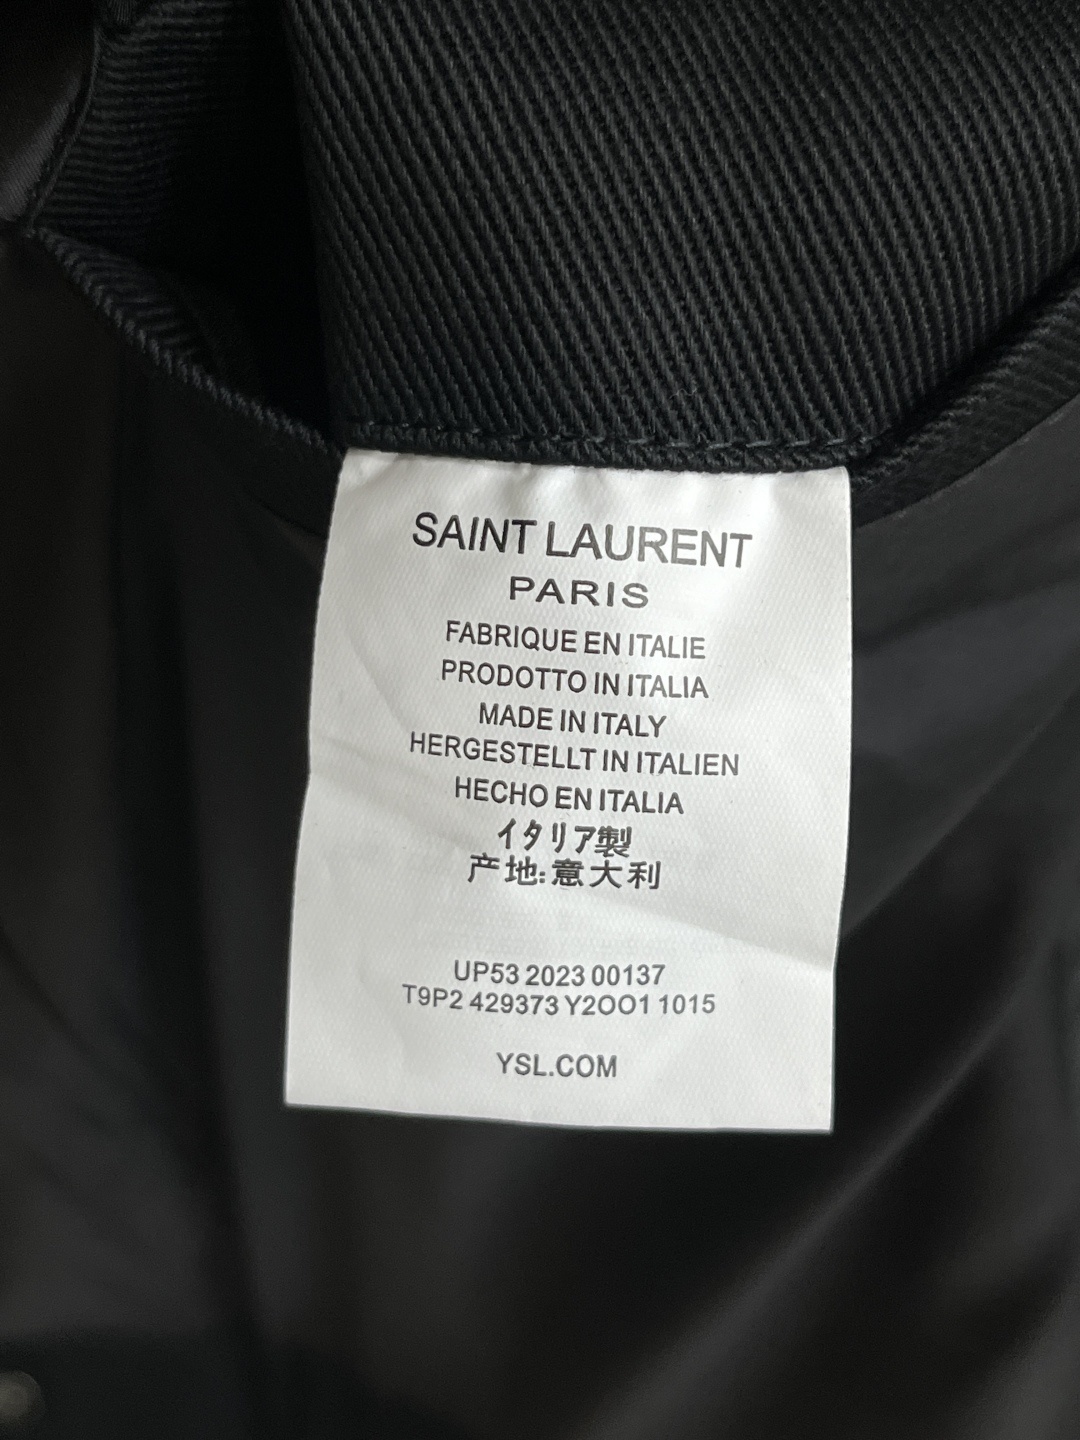 SAINT LAURENT
PARIS
FABRIQUE EN ITALIE
PRODOTTO IN ITALIA
MADE IN ITALY
HERGESTELLT IN ITALIEN
HECHO EN ITALIA
イタリア製
产地:意大利
UP53 2023 00137
T9P2 429373 Y2OO1 1015
YSL.COM